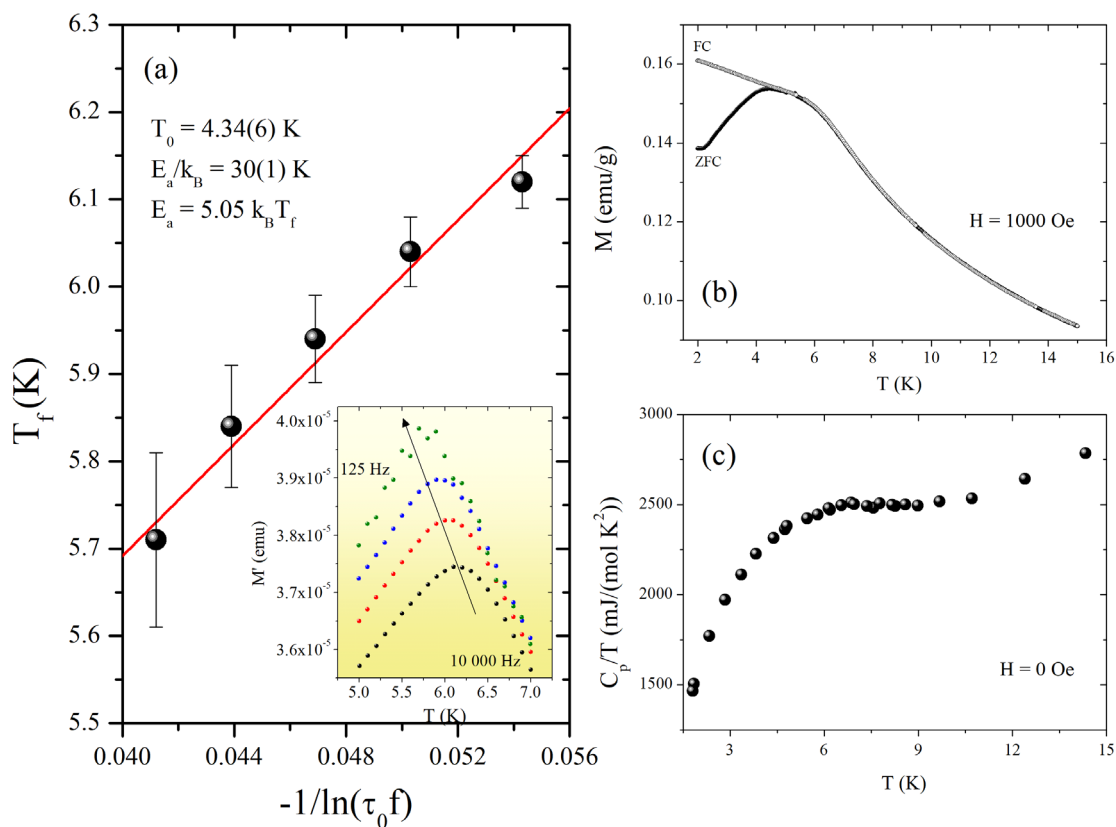 (a)
T₀ = 4.34(6) K
Eₐ/k_B = 30(1) K
Eₐ = 5.05 k_BT_f
T_f (K)
6.3
6.2
6.1
6.0
5.9
5.8
5.7
5.6
5.5
0.040 0.044 0.048 0.052 0.056
-1/ln(τ₀f)
M' (emu)
4.0x10⁻⁵
3.9x10⁻⁵
3.8x10⁻⁵
3.7x10⁻⁵
3.6x10⁻⁵
125 Hz
10 000 Hz
5.0 5.5 6.0 6.5 7.0
T (K)
FC
ZFC
M (emu/g)
0.16
0.14
0.12
0.10
H = 1000 Oe
(b)
2 4 6 8 10 12 14 16
T (K)
(c)
C_p/T (mJ/(mol K²))
3000
2500
2000
1500
H = 0 Oe
3 6 9 12 15
T (K)